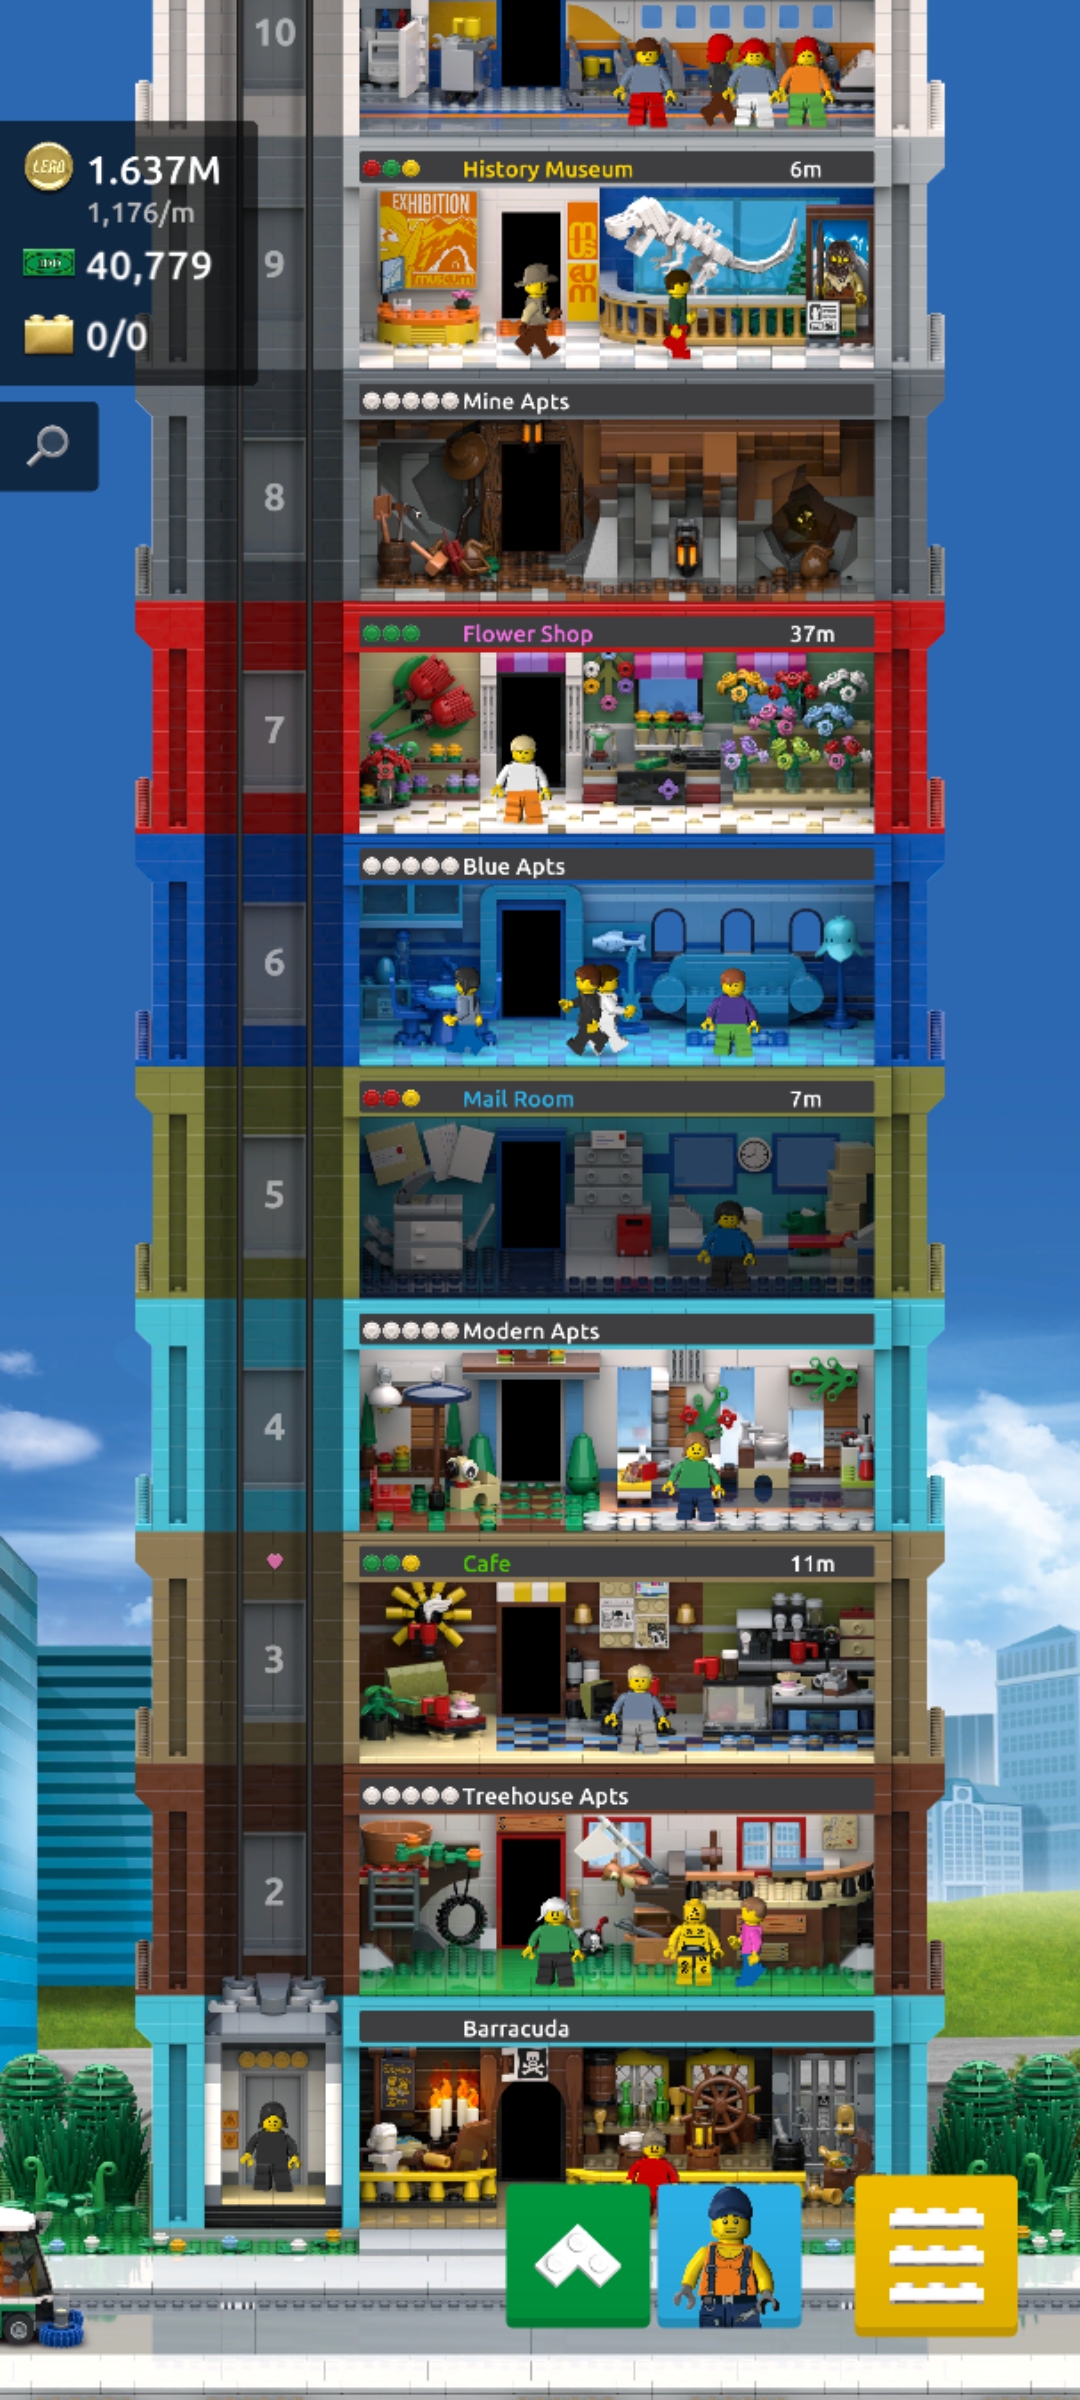 10
LEGO
1.637M
1,176/m
40,779
0/0
History Museum 6m
EXHIBITION
museum
mus
eum
9
Mine Apts
8
Flower Shop 37m
7
Blue Apts
6
Mail Room 7m
5
Modern Apts
4
Cafe 11m
3
Treehouse Apts
2
Barracuda